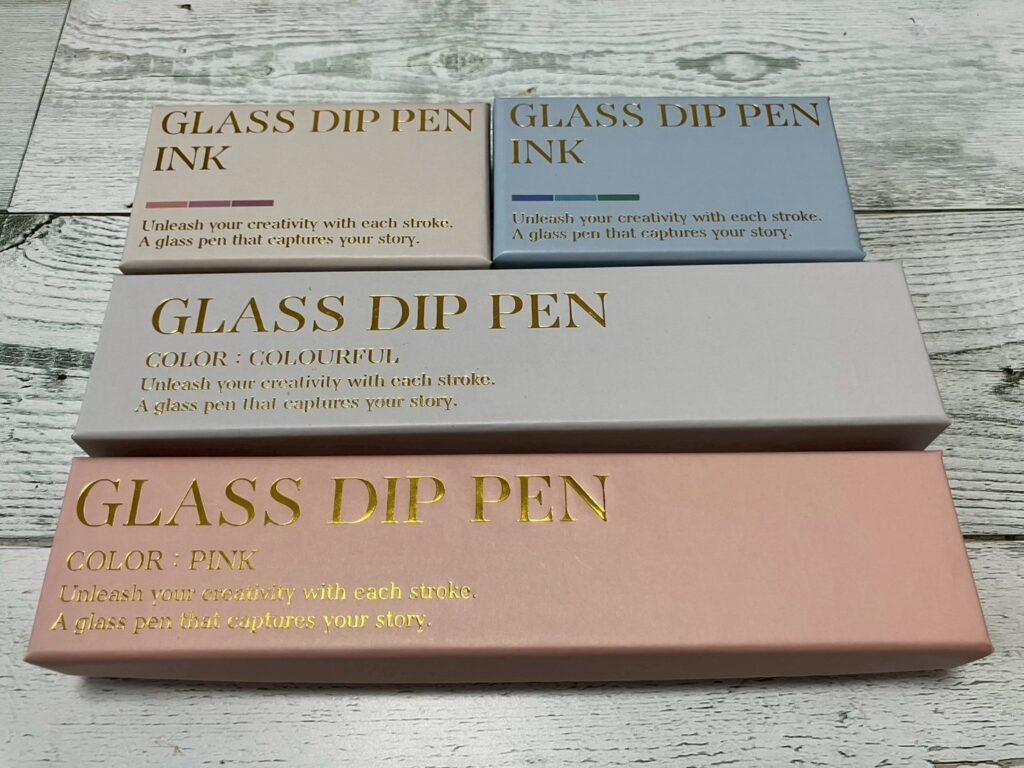 GLASS DIP PEN
INK
Unleash your creativity with each stroke.
A glass pen that captures your story.
GLASS DIP PEN
INK
Unleash your creativity with each stroke.
A glass pen that captures your story.
GLASS DIP PEN
COLOR : COLOURFUL
Unleash your creativity with each stroke.
A glass pen that captures your story.
GLASS DIP PEN
COLOR : PINK
Unleash your creativity with each stroke.
A glass pen that captures your story.